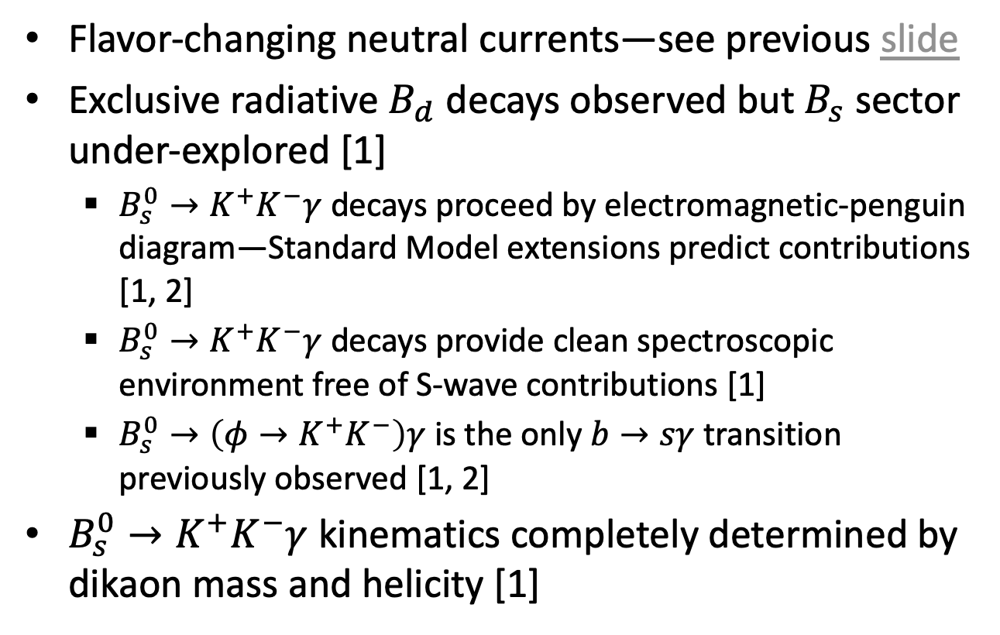 • Flavor-changing neutral currents—see previous slide
• Exclusive radiative $B_d$ decays observed but $B_s$ sector
under-explored [1]
▪ $B_s^0 \to K^+K^-\gamma$ decays proceed by electromagnetic-penguin
diagram—Standard Model extensions predict contributions
[1, 2]
▪ $B_s^0 \to K^+K^-\gamma$ decays provide clean spectroscopic
environment free of S-wave contributions [1]
▪ $B_s^0 \to (\phi \to K^+K^-)\gamma$ is the only $b \to s\gamma$ transition
previously observed [1, 2]
• $B_s^0 \to K^+K^-\gamma$ kinematics completely determined by
dikaon mass and helicity [1]